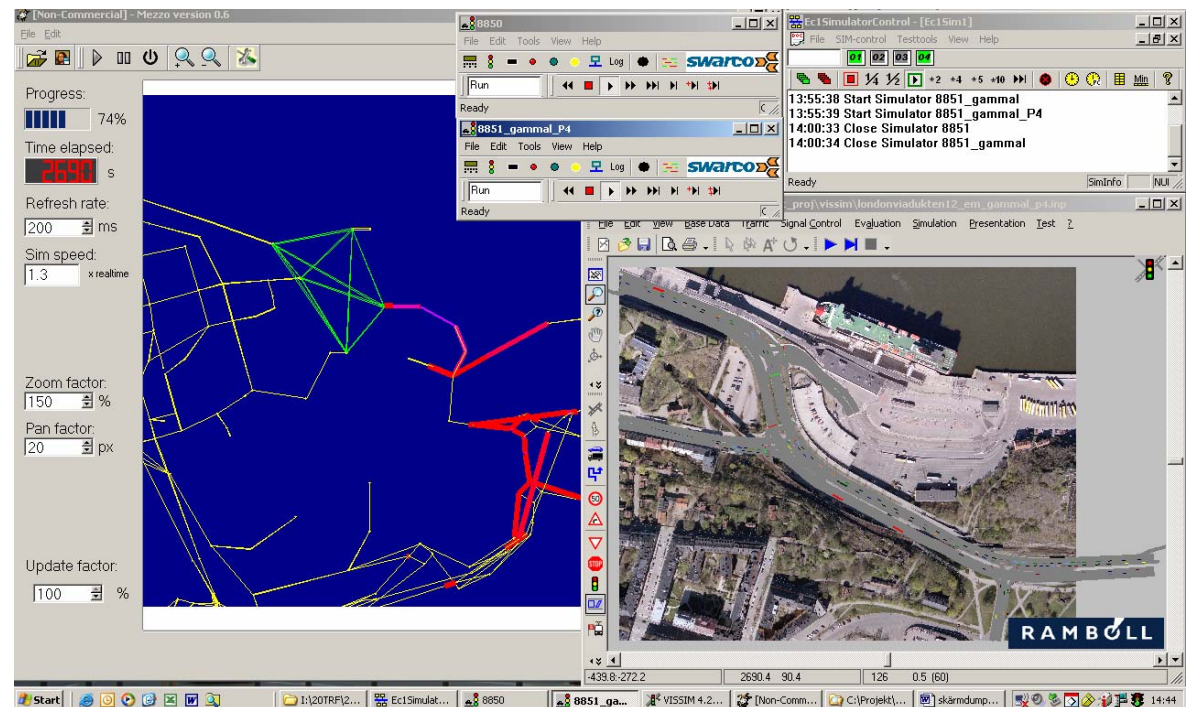 [Non-Commercial] - Mezzo version 0.6
File Edit
Progress:
74%
Time elapsed:
2690 s
Refresh rate:
200 ms
Sim speed:
1.3 x realtime
Zoom factor:
150 %
Pan factor:
20 px
Update factor:
100 %
8850
File Edit Tools View Help
Log swarco
Run
Ready
8851_gammal_P4
File Edit Tools View Help
Log swarco
Run
Ready
Ec1SimulatorControl - [Ec1Sim1]
File SIM-control Testtools View Help
01 02 03 04
1/4 1/2 *2 *4 *5 *10 Min
13:55:38 Start Simulator 8851_gammal
13:55:39 Start Simulator 8851_gammal_P4
14:00:33 Close Simulator 8851
14:00:34 Close Simulator 8851_gammal
Ready SimInfo NUI
_proj\vissim\londonviadukten12_em_gammal_p4.inp
File Edit View Base Data Traffic Signal Control Evaluation Simulation Presentation Test ?
50
STOP
RAMBOLL
-439.8:-272.2 2690.4 90.4 126 0.5 (60)
Start I:\20TRF\2... Ec1Simulat... 8850 8851_ga... VISSIM 4.2... [Non-Comm... C:\Projekt\... skärmdump... 14:44